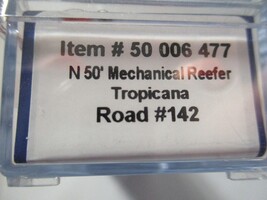 Item # 50 006 477
N 50' Mechanical Reefer
Tropicana
Road #142